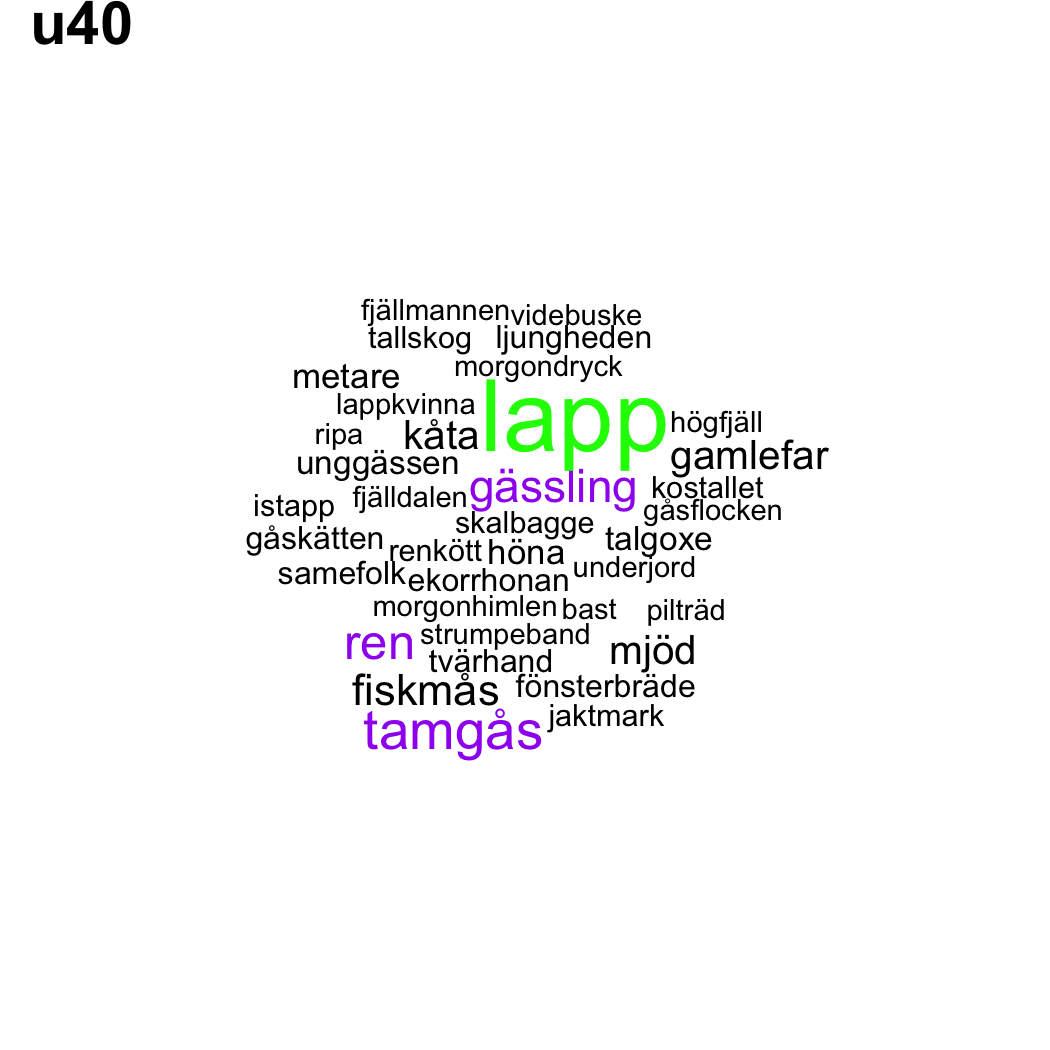 u40
fjällmannen videbuske
tallskog ljungheden
morgondryck
metare
lappkvinna lapp högfjäll
ripa kåta
gamlefar
unggässen
gässling kostallet
istapp fjälldalen gåsflocken
skalbagge
gåskätten renkött höna talgoxe
samefolk ekorrhonan underjord
morgonhimlen bast pilträd
ren strumpeband mjöd
tvärhand
fiskmås fönsterbräde
tamgås jaktmark